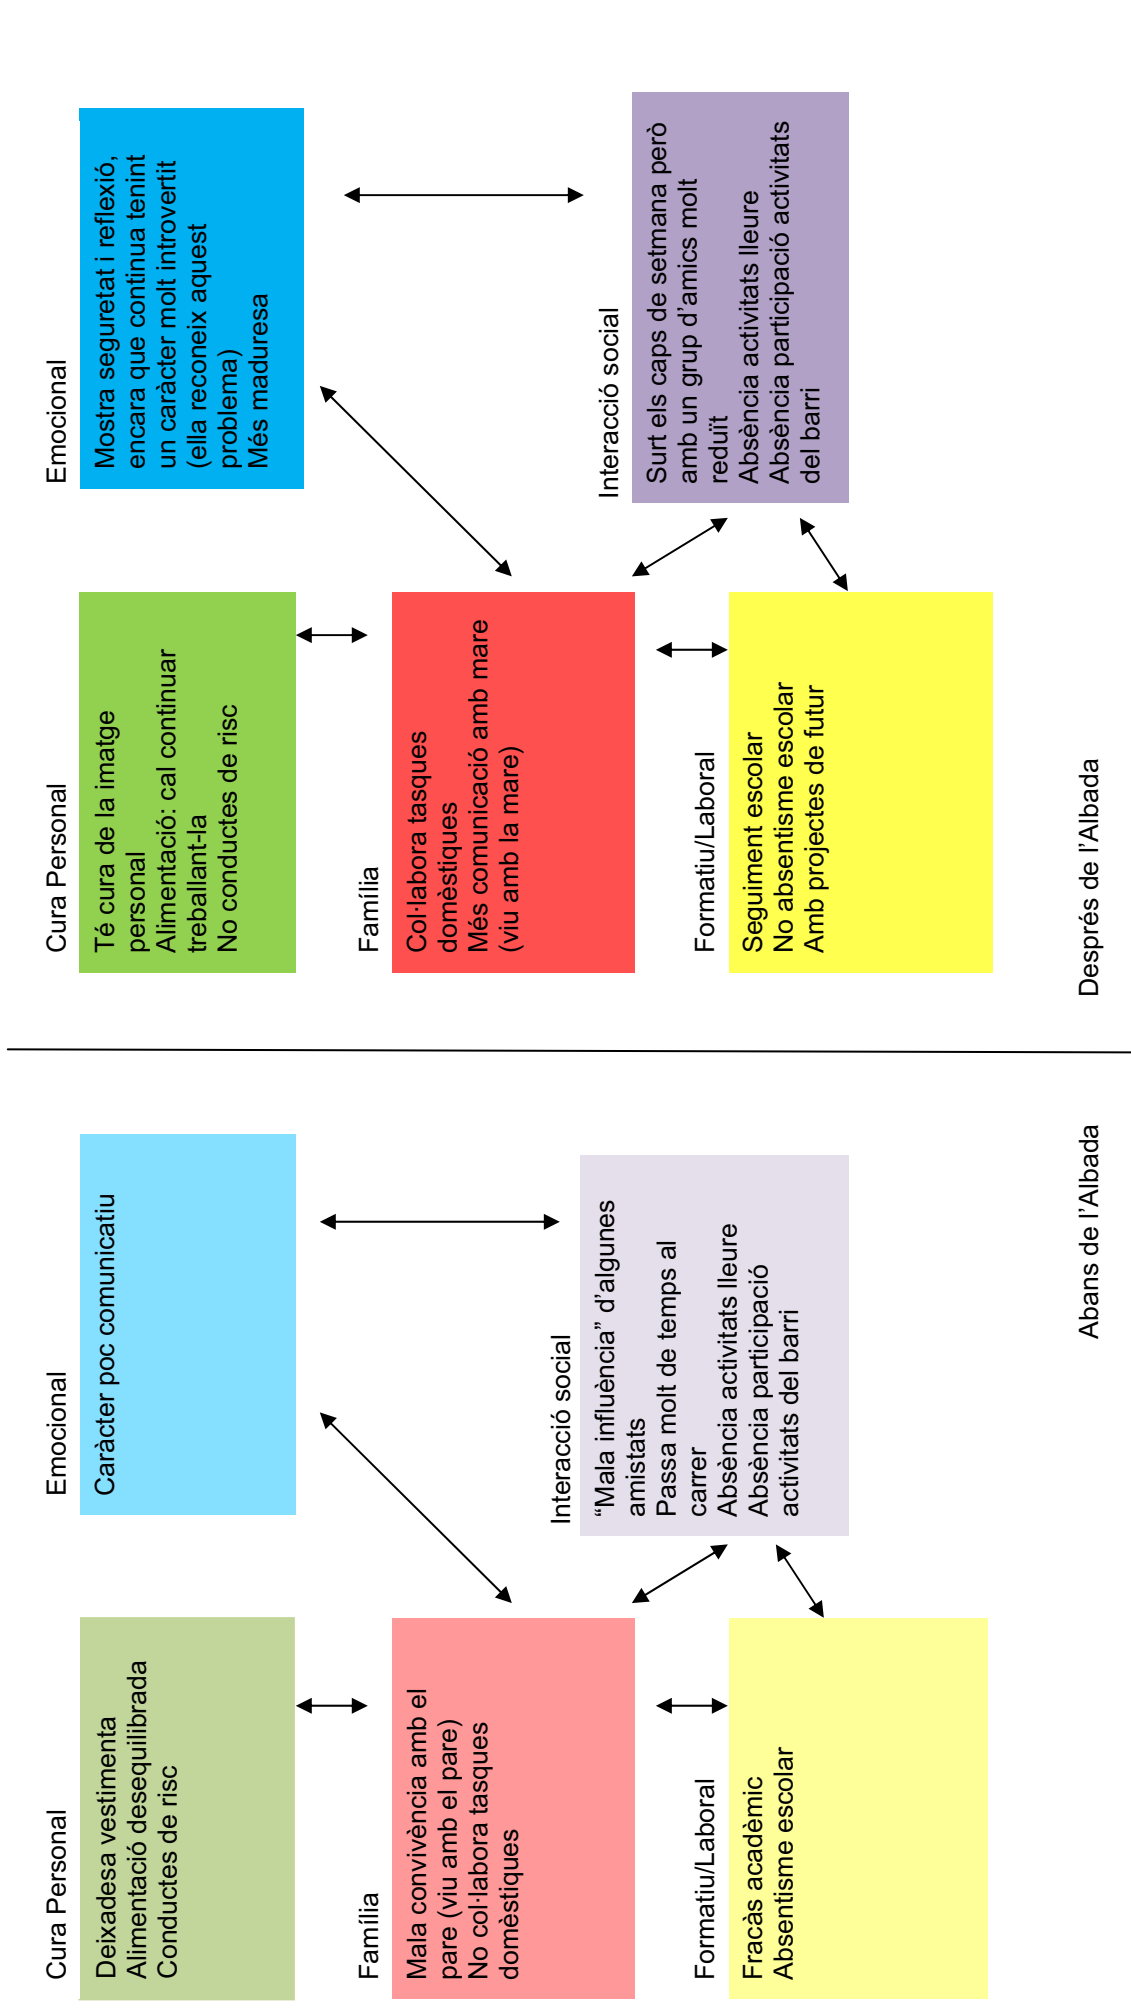 Cura Personal
Deixadesa vestimenta
Alimentació desequilibrada
Conductes de risc
Família
Mala convivència amb el
pare (viu amb el pare)
No col·labora tasques
domèstiques
Formatiu/Laboral
Fracàs acadèmic
Absentisme escolar
Emocional
Caràcter poc comunicatiu
Interacció social
“Mala influència” d’algunes
amistats
Passa molt de temps al
carrer
Absència activitats lleure
Absència participació
activitats del barri
Abans de l’Albada
Cura Personal
Té cura de la imatge
personal
Alimentació: cal continuar
treballant-la
No conductes de risc
Família
Col·labora tasques
domèstiques
Més comunicació amb mare
(viu amb la mare)
Formatiu/Laboral
Seguiment escolar
No absentisme escolar
Amb projectes de futur
Emocional
Mostra seguretat i reflexió,
encara que continua tenint
un caràcter molt introvertit
(ella reconeix aquest
problema)
Més maduresa
Interacció social
Surt els caps de setmana però
amb un grup d’amics molt
reduït
Absència activitats lleure
Absència participació activitats
del barri
Després de l’Albada